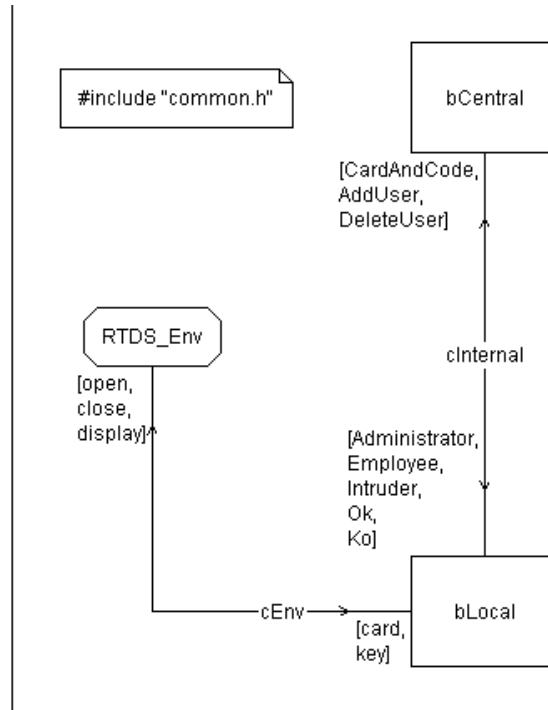 #include "common.h"
bCentral
[CardAndCode,
AddUser,
DeleteUser]
RTDS_Env
[open,
close,
display]
cInternal
[Administrator,
Employee,
Intruder,
Ok,
Ko]
cEnv
[card,
key]
bLocal